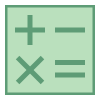 + −
× =